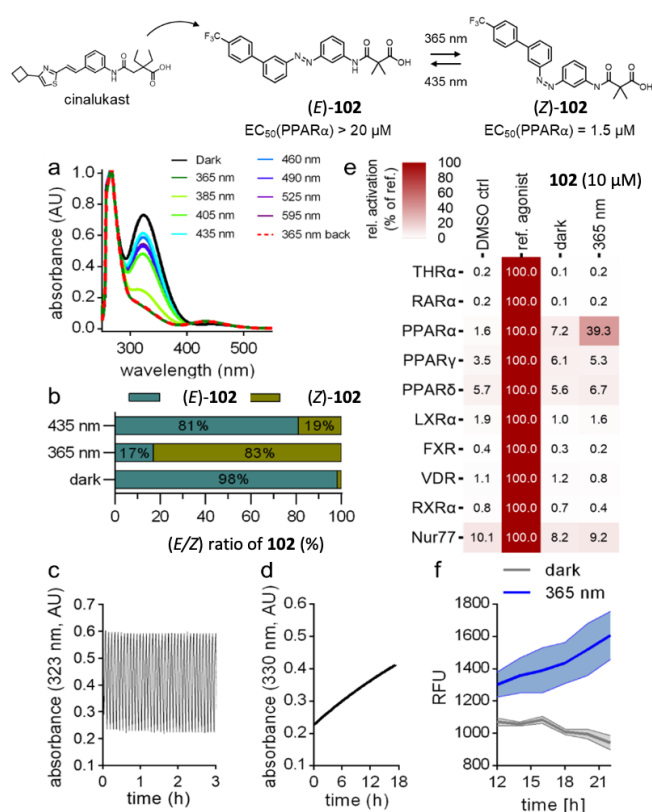 F₃C
N
S
N
H
O
O
OH
cinalukast
N=N
N
H
O
O
OH
(E)-102
EC₅₀(PPARα) > 20 µM
365 nm
435 nm
F₃C
N=N
N
H
O
O
OH
(Z)-102
EC₅₀(PPARα) = 1.5 µM
a
absorbance (AU)
1.0
0.8
0.6
0.4
0.2
0.0
300 400 500
wavelength (nm)
Dark
365 nm
385 nm
405 nm
435 nm
460 nm
490 nm
525 nm
595 nm
365 nm back
b
(E)-102 (Z)-102
435 nm 81% 19%
365 nm 17% 83%
dark 98%
0 20 40 60 80 100
(E/Z) ratio of 102 (%)
e
rel. activation
(% of ref.)
100
80
60
40
20
0
102 (10 µM)
DMSO ctrl
ref. agonist
dark
365 nm
THRα 0.2 100.0 0.1 0.2
RARα 0.2 100.0 0.1 0.2
PPARα 1.6 100.0 7.2 39.3
PPARγ 3.5 100.0 6.1 5.3
PPARδ 5.7 100.0 5.6 6.7
LXRα 1.9 100.0 1.0 1.6
FXR 0.4 100.0 0.3 0.2
VDR 1.1 100.0 1.2 0.8
RXRα 0.8 100.0 0.7 0.4
Nur77 10.1 100.0 8.2 9.2
c
absorbance (323 nm, AU)
0.7
0.6
0.5
0.4
0.3
0.2
0.1
0 1 2 3
time (h)
d
absorbance (330 nm, AU)
0.6
0.5
0.4
0.3
0.2
0.1
0 6 12 18
time (h)
f
dark
365 nm
RFU
1800
1600
1400
1200
1000
800
12 15 18 21
time [h]